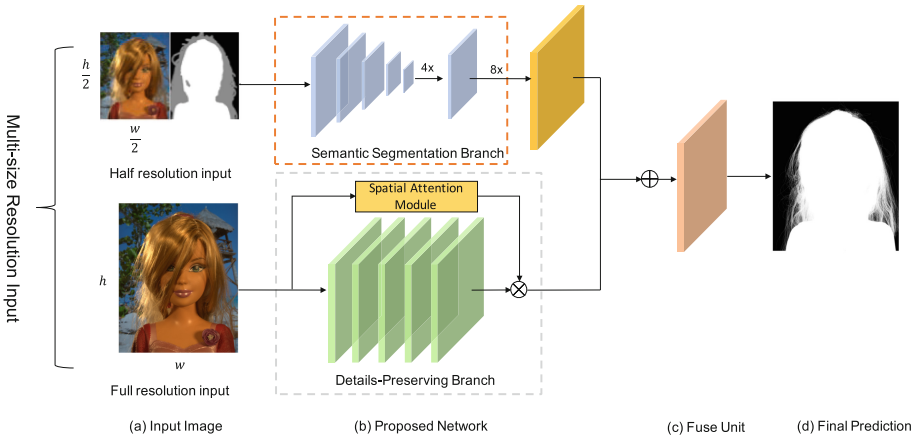 Multi-size Resolution Input
h
2
w
2
Half resolution input
4x
8x
Semantic Segmentation Branch
Spatial Attention
Module
h
w
Full resolution input
Details-Preserving Branch
(a) Input Image
(b) Proposed Network
(c) Fuse Unit
(d) Final Prediction